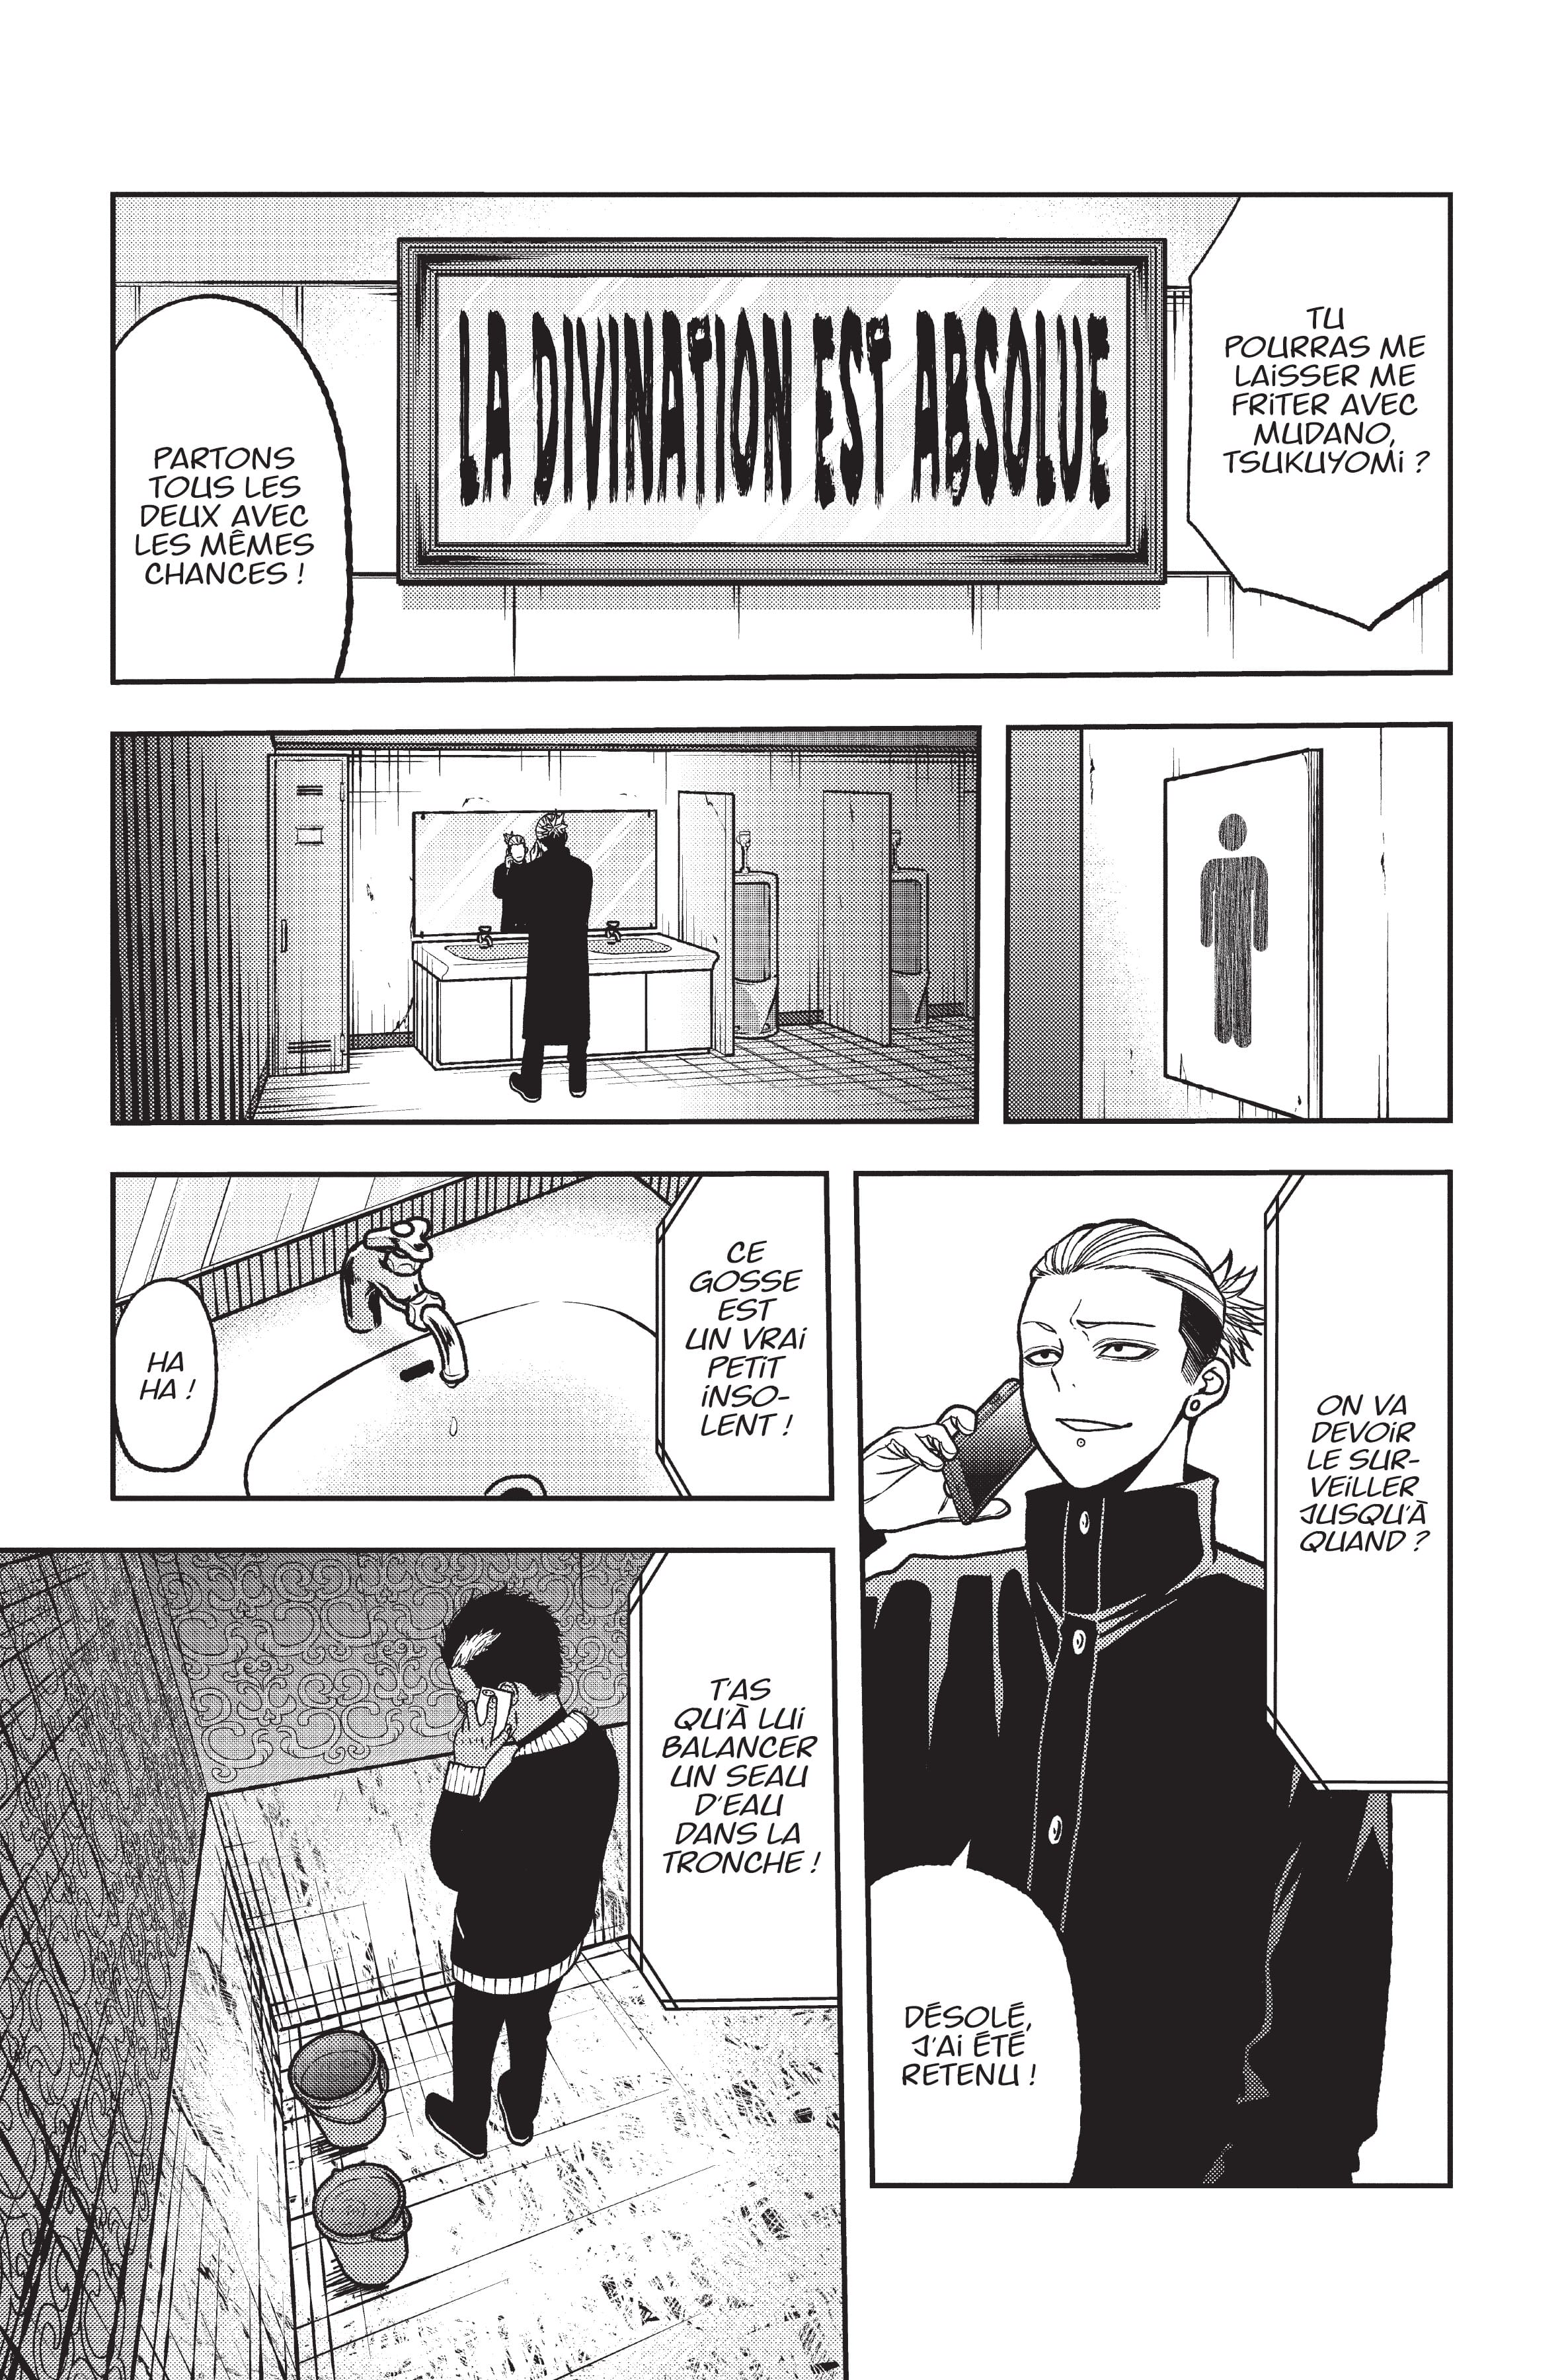 TU
POURRAS ME
LAISSER ME
FRITER AVEC
MUDANO,
TSUKUYOMI ?
LA DIVINATION EST ABSOLUE
PARTONS
TOUS LES
DEUX AVEC
LES MÊMES
CHANCES !
ON VA
DEVOIR
LE SUR-
VEILLER
JUSQU'À
QUAND ?
DÉSOLÉ,
J'AI ÉTÉ
RETENU !
CE
GOSSE
EST
UN VRAI
PETIT
INSO-
LENT !
HA
HA !
T'AS
QU'À LUI
BALANCER
UN SEAU
D'EAU
DANS LA
TRONCHE !